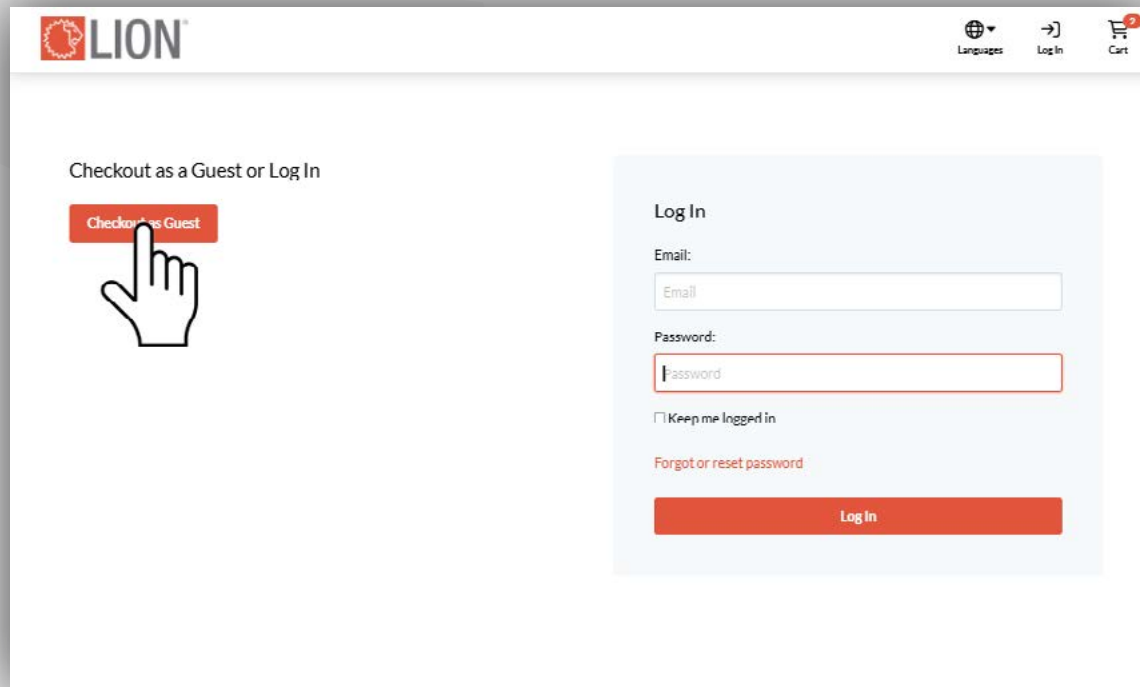 LION
Languages
Log In
Cart
2
Checkout as a Guest or Log In
Checkout as Guest
Log In
Email:
Email
Password:
Password
Keep me logged in
Forgot or reset password
Log In